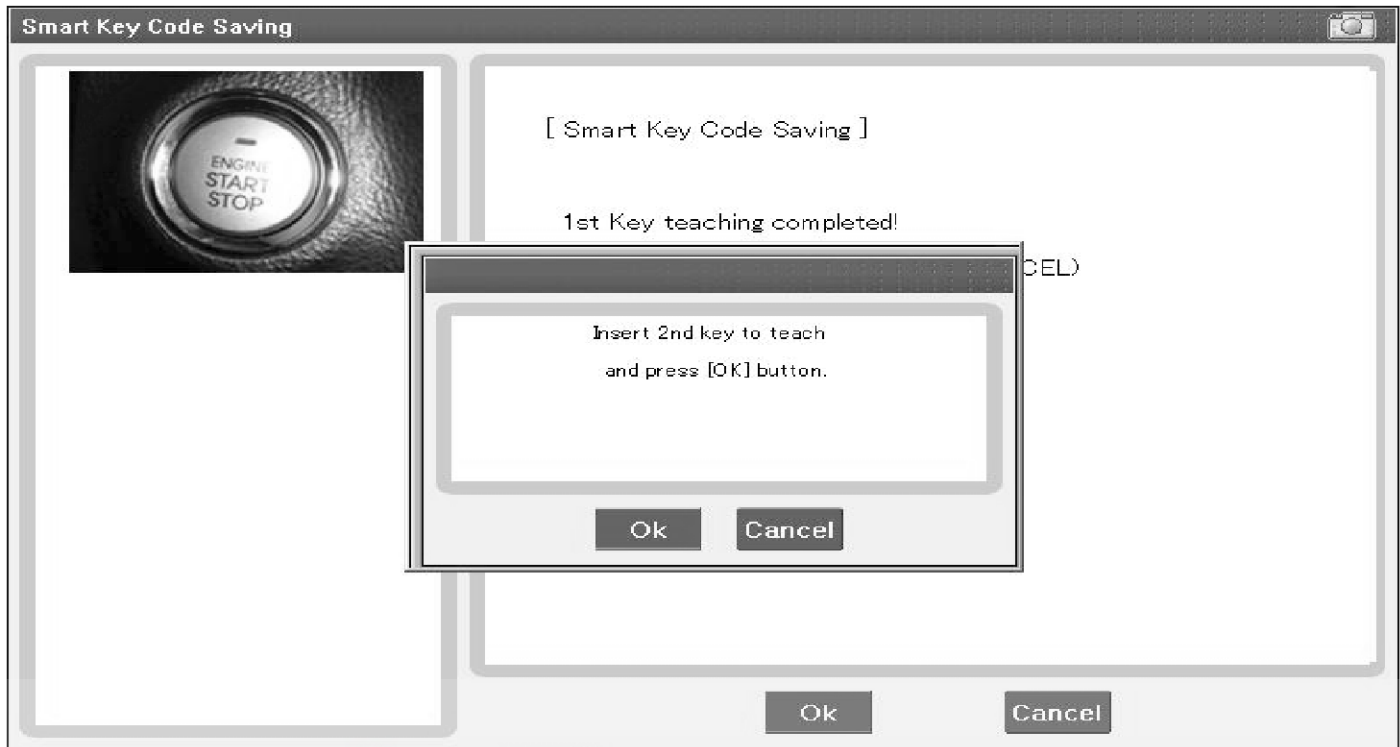 Smart Key Code Saving
ENGINE
START
STOP
[ Smart Key Code Saving ]
1st Key teaching completed!
CEL)
Insert 2nd key to teach
and press [OK] button.
Ok
Cancel
Ok
Cancel